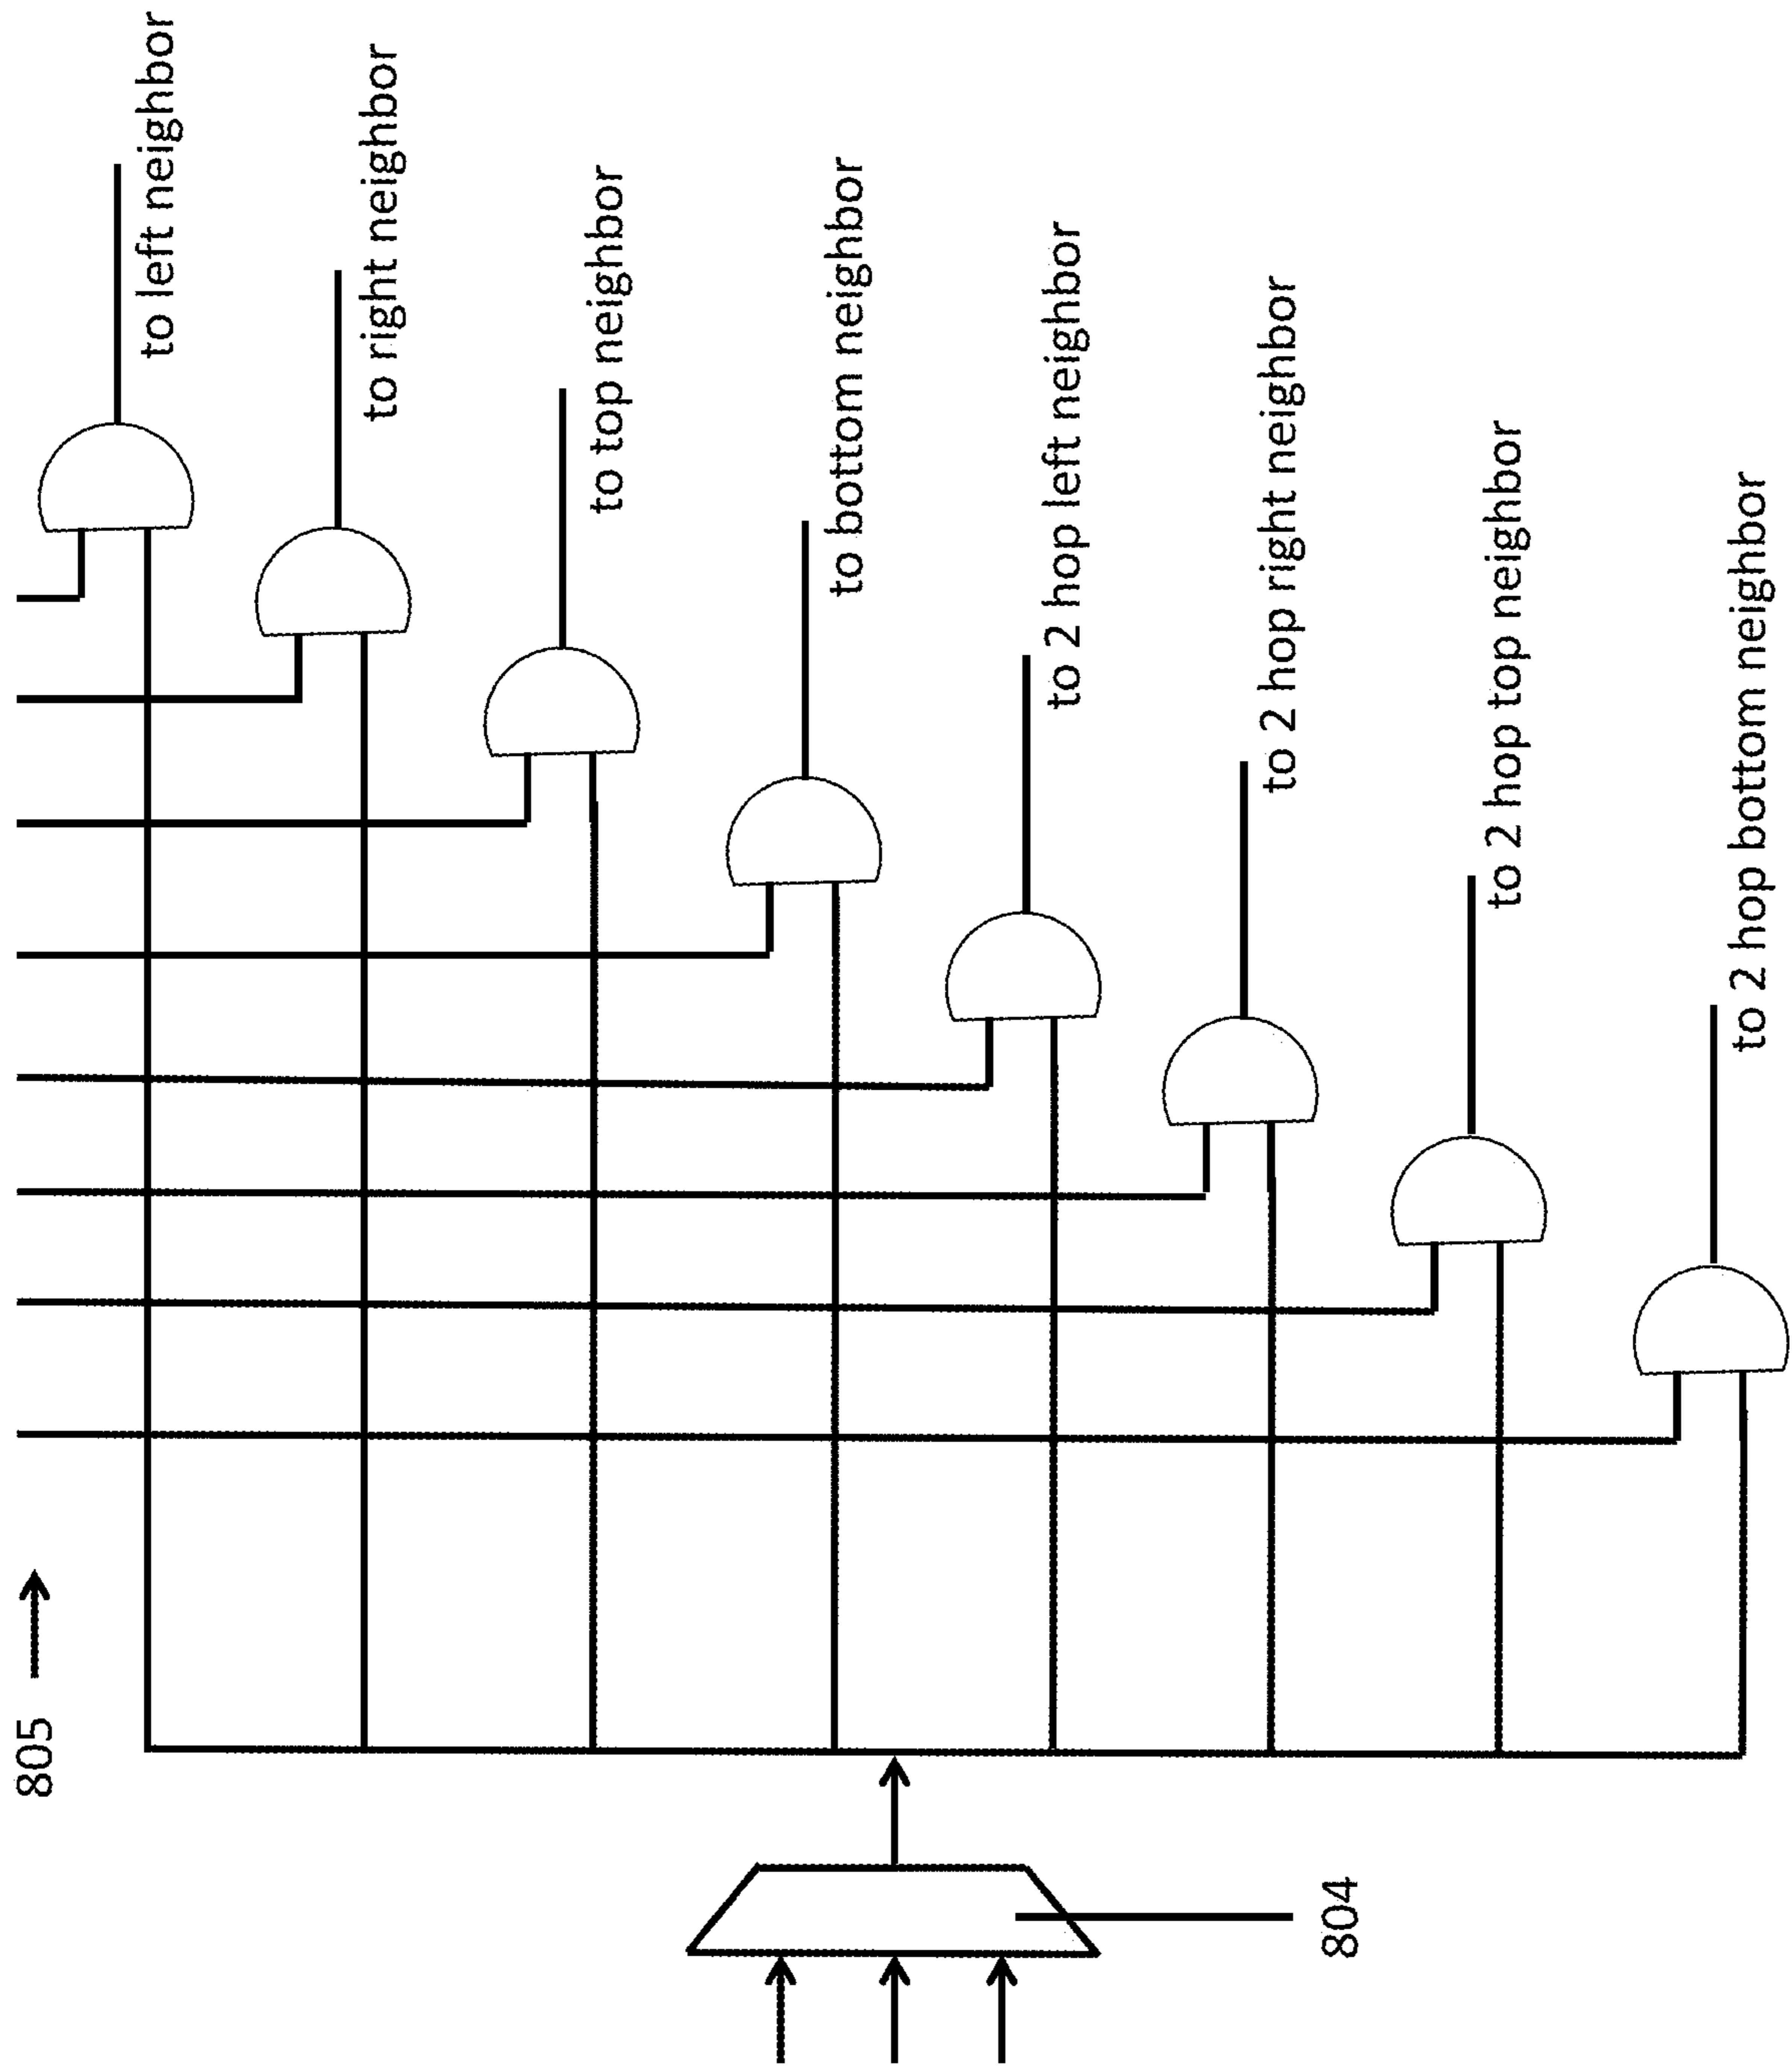 805
to left neighbor
to right neighbor
to top neighbor
to bottom neighbor
to 2 hop left neighbor
to 2 hop right neighbor
to 2 hop top neighbor
to 2 hop bottom neighbor
804